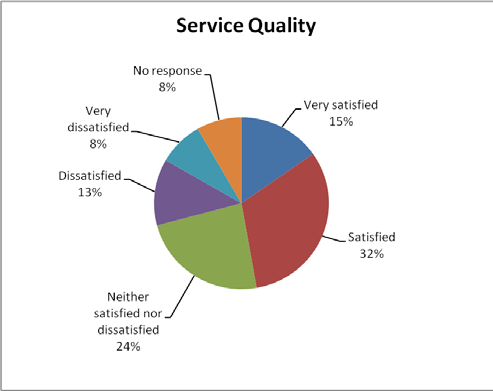 Service Quality
Very satisfied
15%
Satisfied
32%
Neither
satisfied nor
dissatisfied
24%
Dissatisfied
13%
Very
dissatisfied
8%
No response
8%